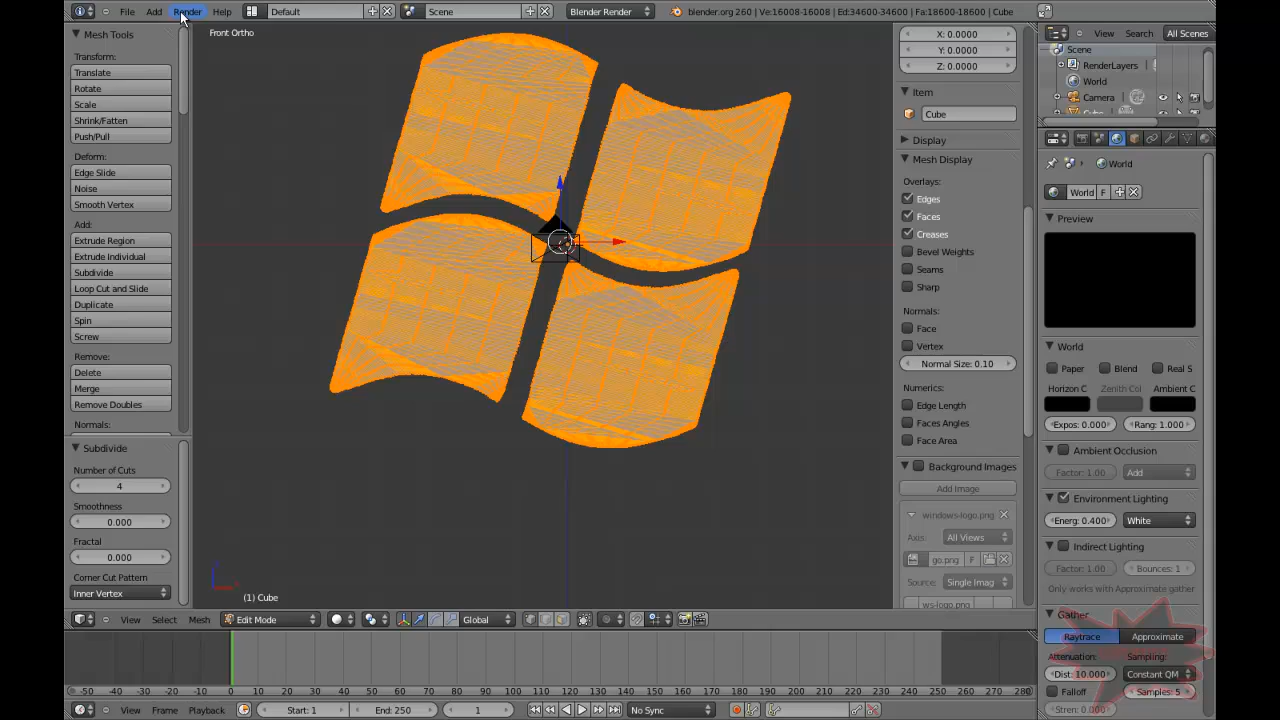 File Add Render Help Default Scene Blender Render blender.org 260 | Ve:16008-16008 | Ed:34600-34600 | Fa:18600-18600 | Cube
Mesh Tools
Transform:
Translate
Rotate
Scale
Shrink/Fatten
Push/Pull
Deform:
Edge Slide
Noise
Smooth Vertex
Add:
Extrude Region
Extrude Individual
Subdivide
Loop Cut and Slide
Duplicate
Spin
Screw
Remove:
Delete
Merge
Remove Doubles
Normals:
Subdivide
Number of Cuts
4
Smoothness
0.000
Fractal
0.000
Corner Cut Pattern
Inner Vertex
Front Ortho
(1) Cube
X: 0.0000
Y: 0.0000
Z: 0.0000
Item
Cube
Display
Mesh Display
Overlays:
Edges
Faces
Creases
Bevel Weights
Seams
Sharp
Normals:
Face
Vertex
Normal Size: 0.10
Numerics:
Edge Length
Faces Angles
Face Area
Background Images
Add Image
windows-logo.png
Axis: All Views
go.png F
Source: Single Imag
ws-logo.png
View Search All Scenes
Scene
RenderLayers
World
Camera
World
World F
Preview
World
Paper Blend Real S
Horizon C Zenith Col Ambient C
Expos: 0.000 Rang: 1.000
Ambient Occlusion
Factor: 1.00 Add
Environment Lighting
Energ: 0.400 White
Indirect Lighting
Factor: 1.00 Bounces: 1
Only works with Approximate gather
Gather
Raytrace Approximate
Attenuation: Sampling:
Dist: 10.000 Constant QM
Falloff Samples: 5
Stren: 0.000
View Select Mesh Edit Mode Global
-50 -40 -30 -20 -10 0 10 20 30 40 50 60 70 80 90 100 110 120 130 140 150 160 170 180 190 200 210 220 230 240 250 260 270 280
View Frame Playback Start: 1 End: 250 1 No Sync